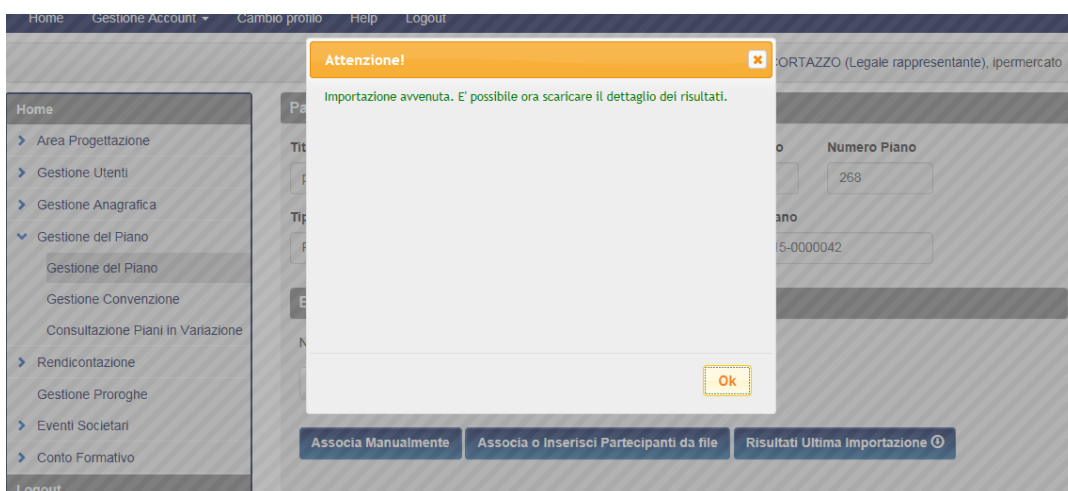 Home Gestione Account Cambio profilo Help Logout
CORTAZZO (Legale rappresentante), ipermercato
Attenzione!
Importazione avvenuta. E' possibile ora scaricare il dettaglio dei risultati.
Ok
Home
Area Progettazione
Gestione Utenti
Gestione Anagrafica
Gestione del Piano
Gestione del Piano
Gestione Convenzione
Consultazione Piani in Variazione
Rendicontazione
Gestione Proroghe
Eventi Societari
Conto Formativo
Logout
Numero Piano
268
15-0000042
Associa Manualmente Associa o Inserisci Partecipanti da file Risultati Ultima Importazione